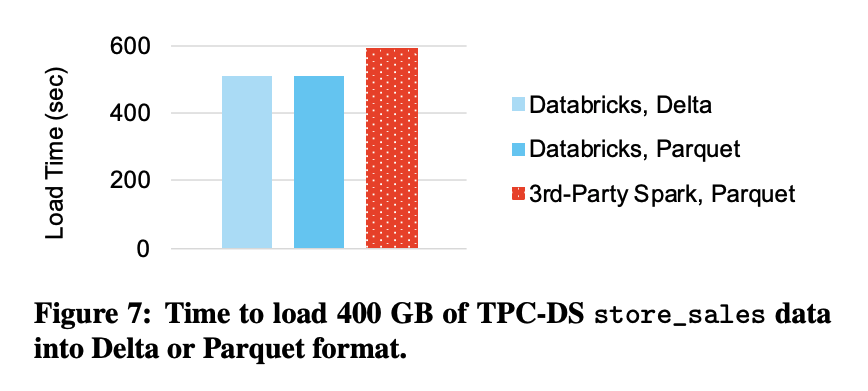 Load Time (sec)
600
400
200
0
Databricks, Delta
Databricks, Parquet
3rd-Party Spark, Parquet
Figure 7: Time to load 400 GB of TPC-DS store_sales data
into Delta or Parquet format.